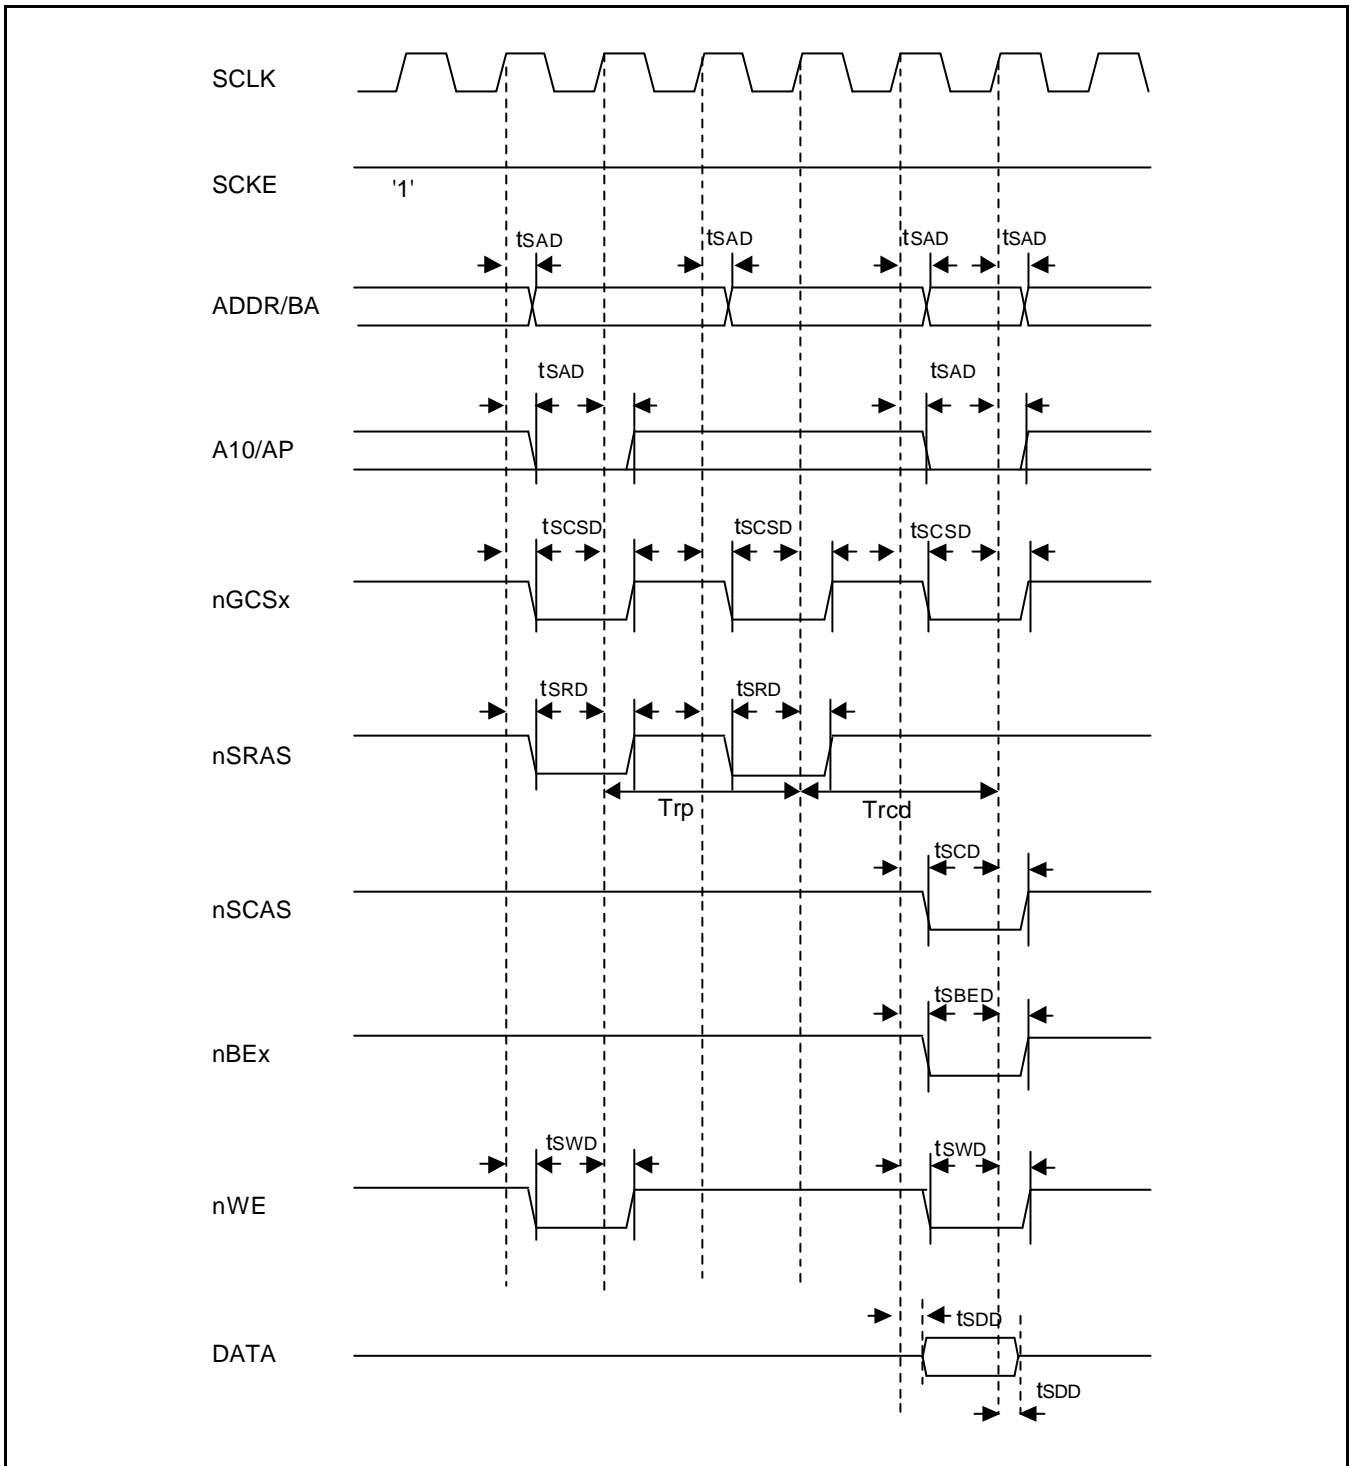 SCLK
SCKE
'1'
tSAD tSAD tSAD tSAD
ADDR/BA
tSAD tSAD
A10/AP
tSCSD tSCSD tSCSD
nGCSx
tSRD tSRD
nSRAS
Trp Trcd
tSCD
nSCAS
tSBED
nBEx
tSWD tSWD
nWE
tSDD
DATA
tSDD